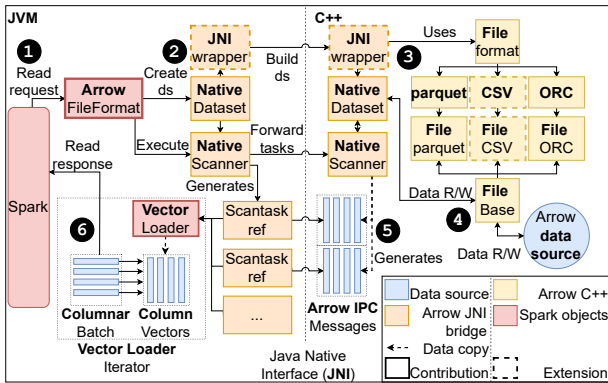 JVM
C++
1
Read
request
Arrow
FileFormat
Create
ds
2
JNI
wrapper
Build
ds
JNI
wrapper
3
Uses
File
format
Native
Dataset
Native
Dataset
parquet
CSV
ORC
Execute
Native
Scanner
Forward
tasks
Native
Scanner
File
parquet
File
CSV
File
ORC
Read
response
Generates
Data R/W
4
File
Base
Spark
6
Vector
Loader
Scantask
ref
5
Arrow
data
source
Data R/W
Generates
Scantask
ref
...
Columnar
Batch
Column
Vectors
Vector Loader
Iterator
Arrow IPC
Messages
Java Native
Interface (JNI)
Data source
Arrow C++
Arrow JNI
bridge
Spark objects
Data copy
Contribution
Extension